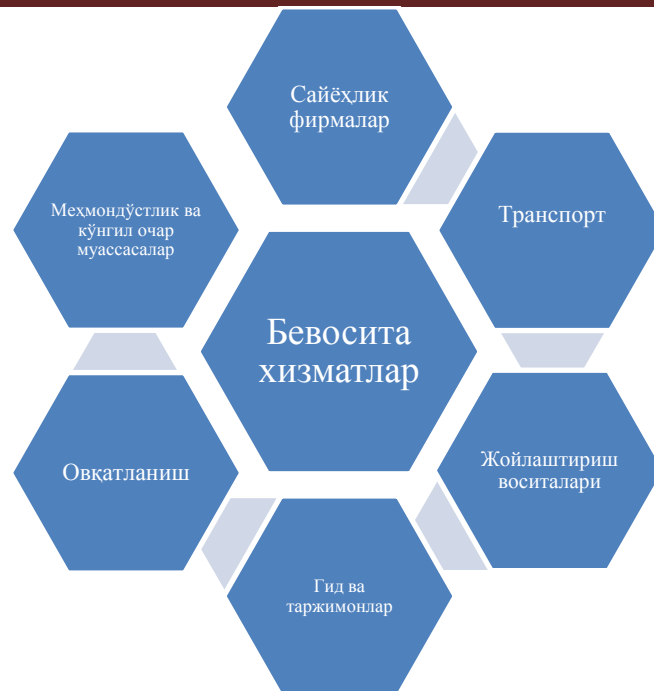 Сайёҳлик
фирмалар
Транспорт
Жойлаштириш
воситалари
Гид ва
таржимонлар
Овқатланиш
Меҳмондўстлик ва
кўнгил очар
муассасалар
Бевосита
хизматлар